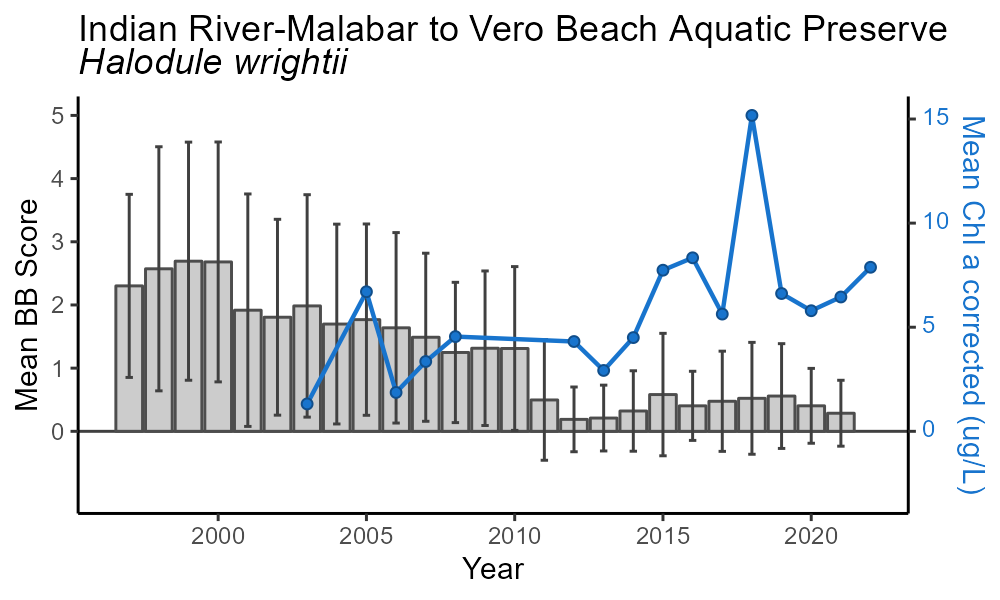 Indian River-Malabar to Vero Beach Aquatic Preserve
Halodule wrightii
Mean BB Score
5
4
3
2
1
0
15
10
5
0
Mean Chl a corrected (ug/L)
2000 2005 2010 2015 2020
Year